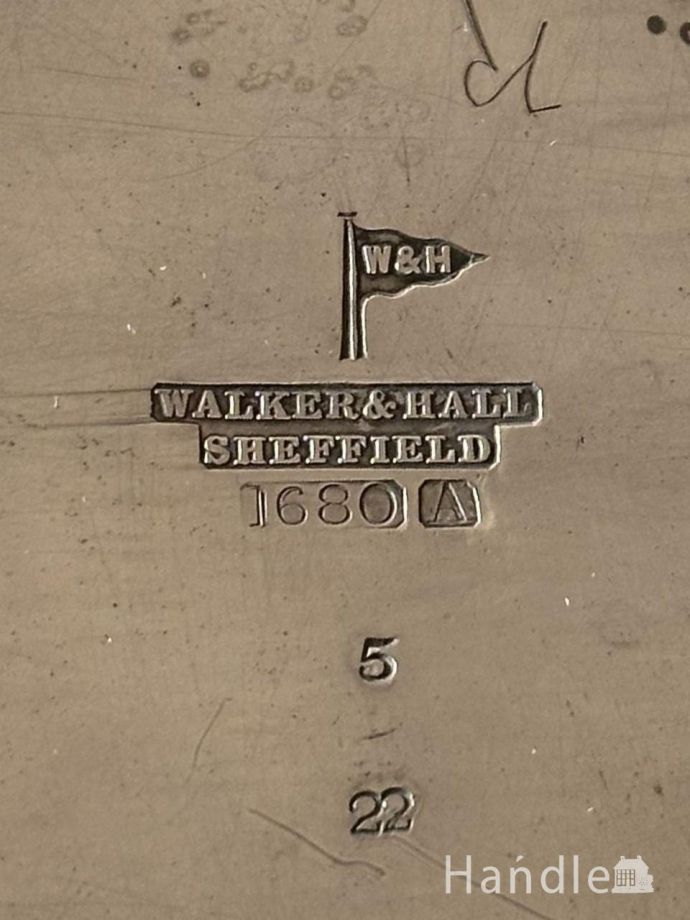 W&H
WALKER & HALL
SHEFFIELD
1680 A
5
22
Handle